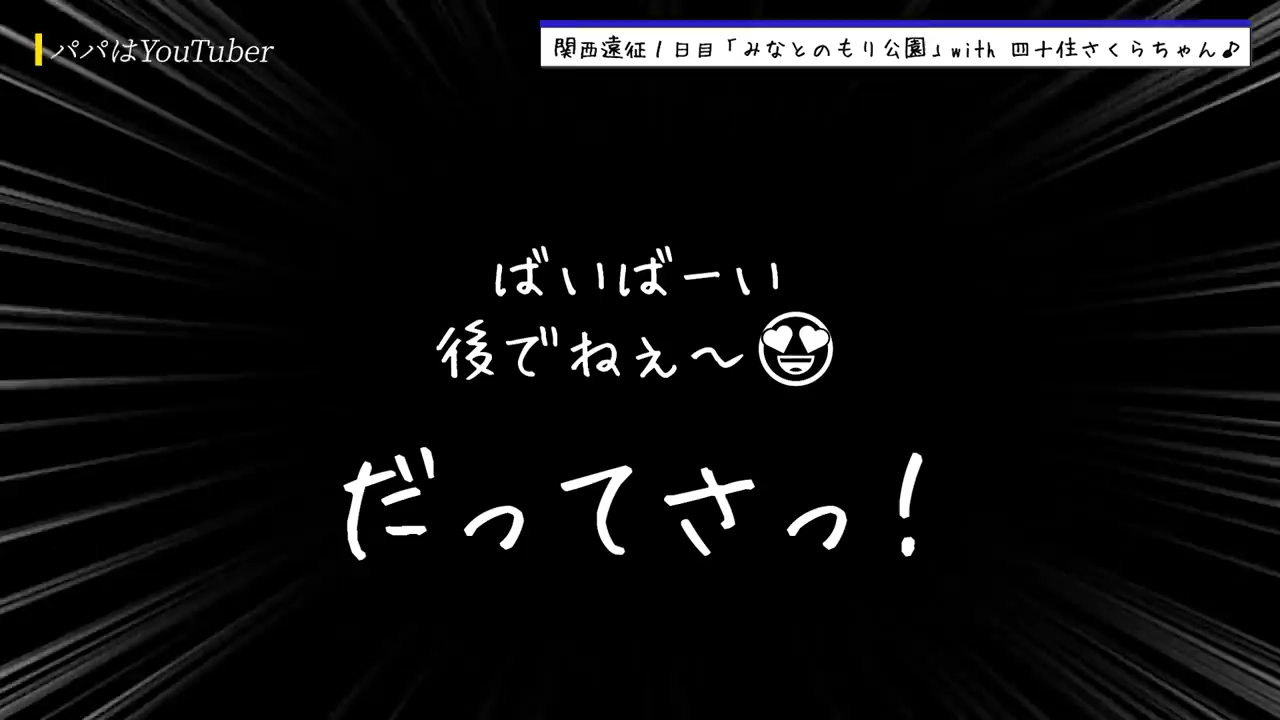 パパはYouTuber
関西遠征1日目「みなとのもり公園」with 四十住さくらちゃん♪
ばいばーい
後でねぇ〜😍
だってさっ!